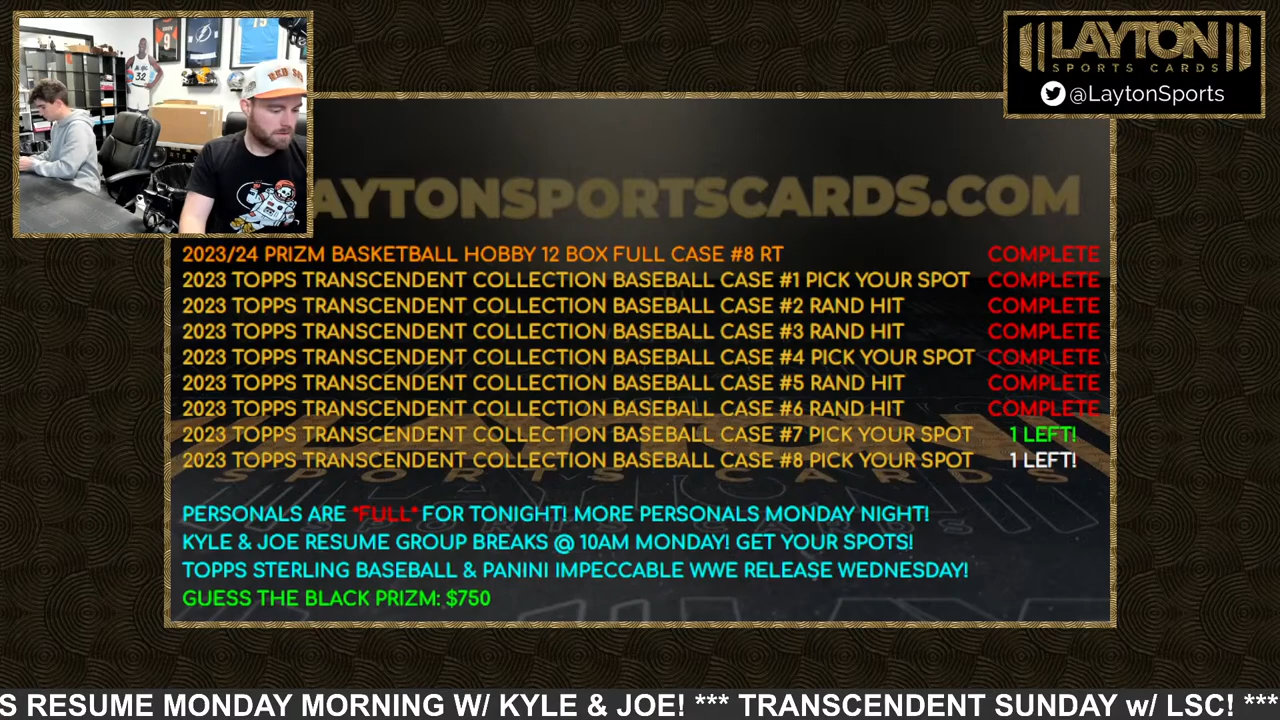 LAYTON
SPORTS CARDS
@LaytonSports
AYTONSPORTSCARDS.COM
2023/24 PRIZM BASKETBALL HOBBY 12 BOX FULL CASE #8 RT COMPLETE
2023 TOPPS TRANSCENDENT COLLECTION BASEBALL CASE #1 PICK YOUR SPOT COMPLETE
2023 TOPPS TRANSCENDENT COLLECTION BASEBALL CASE #2 RAND HIT COMPLETE
2023 TOPPS TRANSCENDENT COLLECTION BASEBALL CASE #3 RAND HIT COMPLETE
2023 TOPPS TRANSCENDENT COLLECTION BASEBALL CASE #4 PICK YOUR SPOT COMPLETE
2023 TOPPS TRANSCENDENT COLLECTION BASEBALL CASE #5 RAND HIT COMPLETE
2023 TOPPS TRANSCENDENT COLLECTION BASEBALL CASE #6 RAND HIT COMPLETE
2023 TOPPS TRANSCENDENT COLLECTION BASEBALL CASE #7 PICK YOUR SPOT 1 LEFT!
2023 TOPPS TRANSCENDENT COLLECTION BASEBALL CASE #8 PICK YOUR SPOT 1 LEFT!
SPORTS CARDS
PERSONALS ARE *FULL* FOR TONIGHT! MORE PERSONALS MONDAY NIGHT!
KYLE & JOE RESUME GROUP BREAKS @ 10AM MONDAY! GET YOUR SPOTS!
TOPPS STERLING BASEBALL & PANINI IMPECCABLE WWE RELEASE WEDNESDAY!
GUESS THE BLACK PRIZM: $750
S RESUME MONDAY MORNING W/ KYLE & JOE! *** TRANSCENDENT SUNDAY w/ LSC! ***